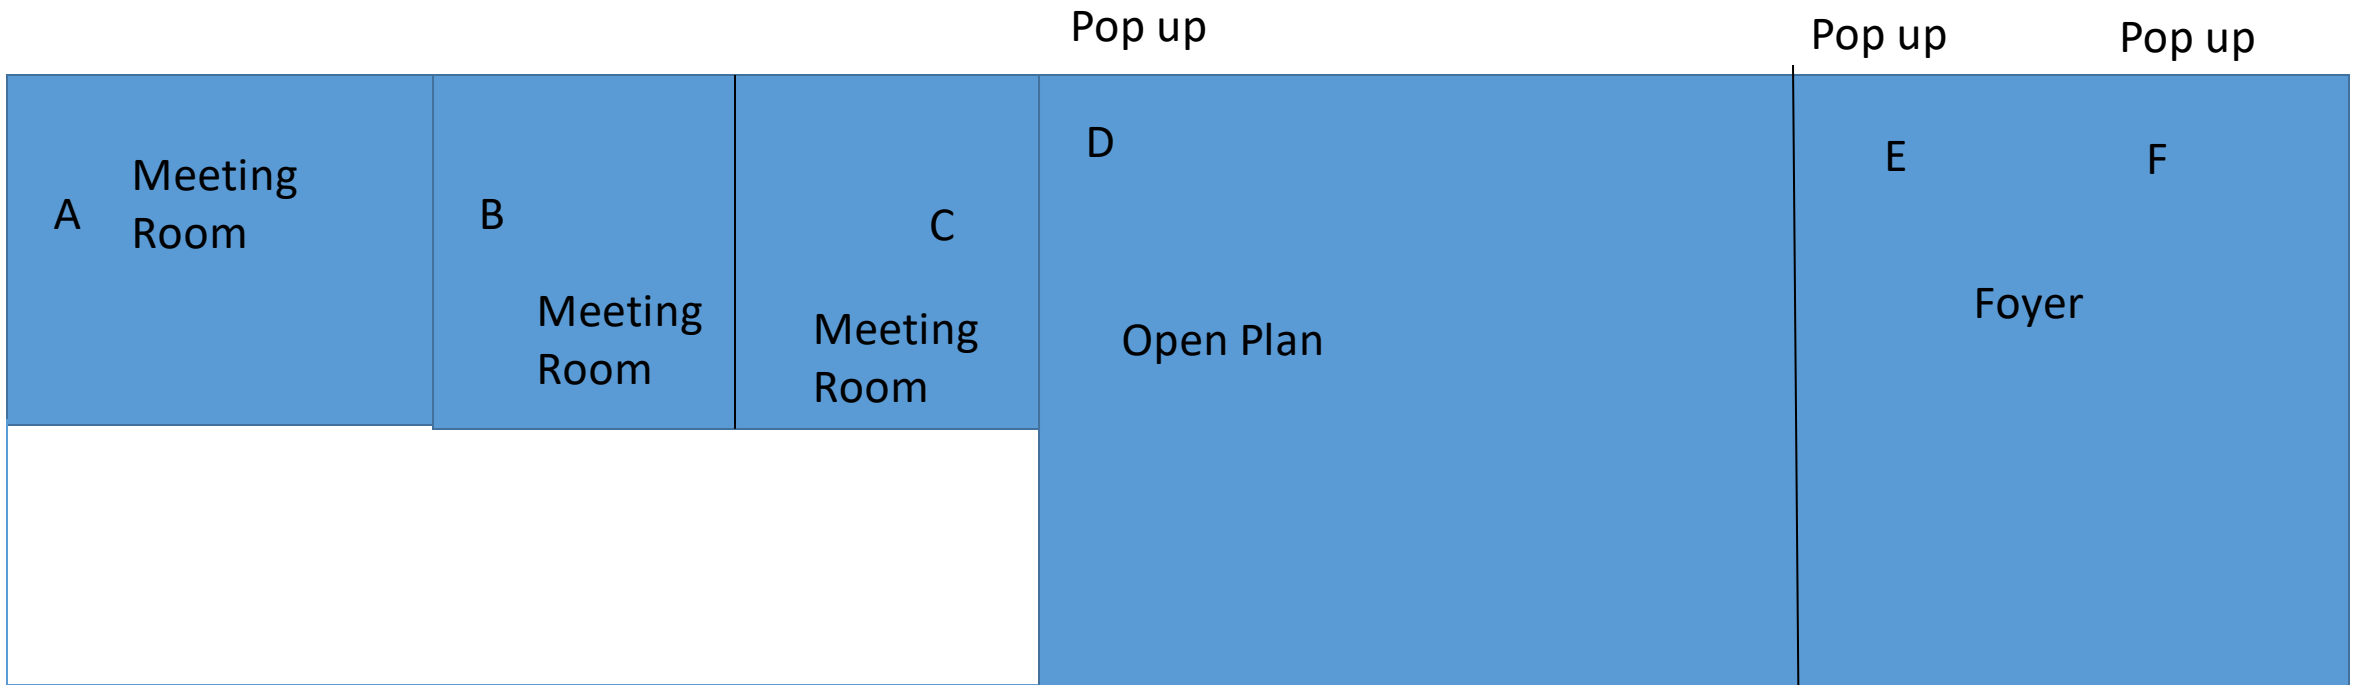 Pop up
Pop up
Pop up
A
Meeting
Room
B
Meeting
Room
C
Meeting
Room
D
Open Plan
E
F
Foyer